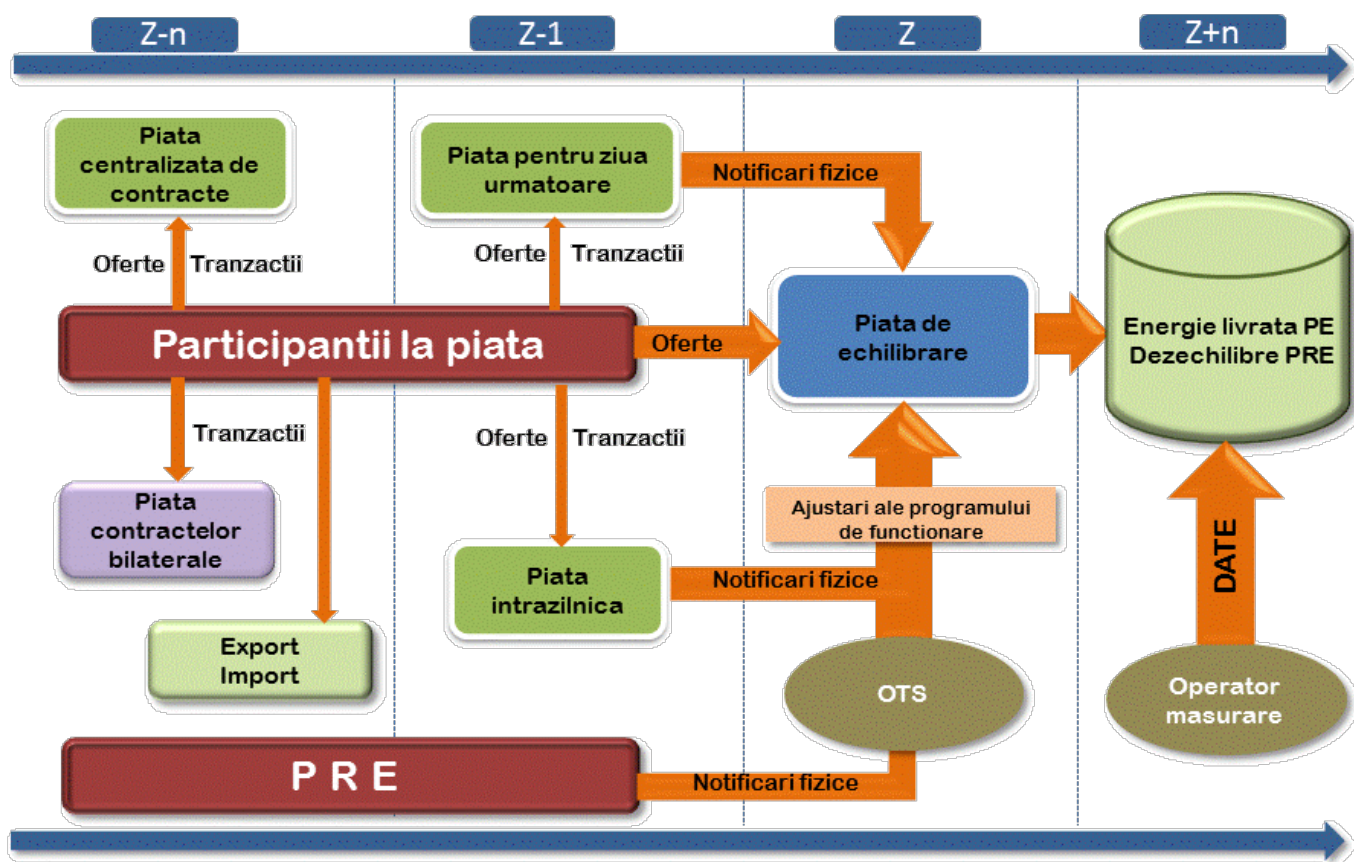 Z-n
Z-1
Z
Z+n
Piata
centralizata de
contracte
Piata pentru ziua
urmatoare
Notificari fizice
Oferte
Tranzactii
Oferte
Tranzactii
Participantii la piata
Oferte
Piata de
echilibrare
Energie livrata PE
Dezechilibre PRE
Tranzactii
Oferte
Tranzactii
Piata
contractelor
bilaterale
Ajustari ale programului
de functionare
Piata
intrazilnica
Notificari fizice
DATE
Export
Import
OTS
Operator
masurare
P R E
Notificari fizice